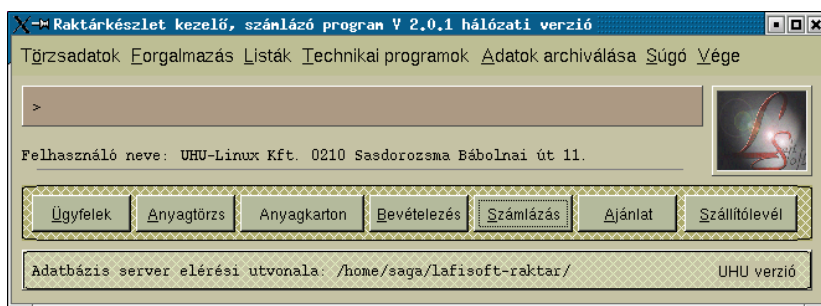 Raktárkészlet kezelő, számlázó program V 2.0.1 hálózati verzió
Törzsadatok Forgalmazás Listák Technikai programok Adatok archiválása Súgó Vége
>
Felhasználó neve: UHU-Linux Kft. 0210 Sasdorozsma Bábolnai út 11.
Ügyfelek Anyagtörzs Anyagkarton Bevételezés Számlázás Ajánlat Szállítólevél
Adatbázis server elérési utvonala: /home/saga/lafisoft-raktar/ UHU verzió